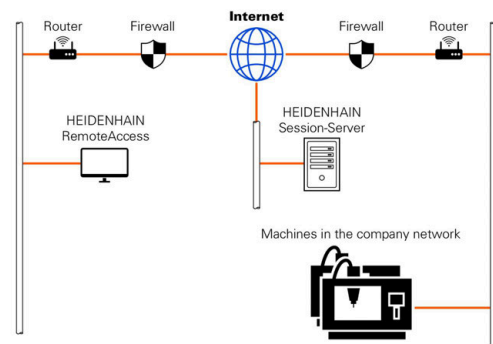 Internet
Router
Firewall
Firewall
Router
HEIDENHAIN
RemoteAccess
HEIDENHAIN
Session-Server
Machines in the company network